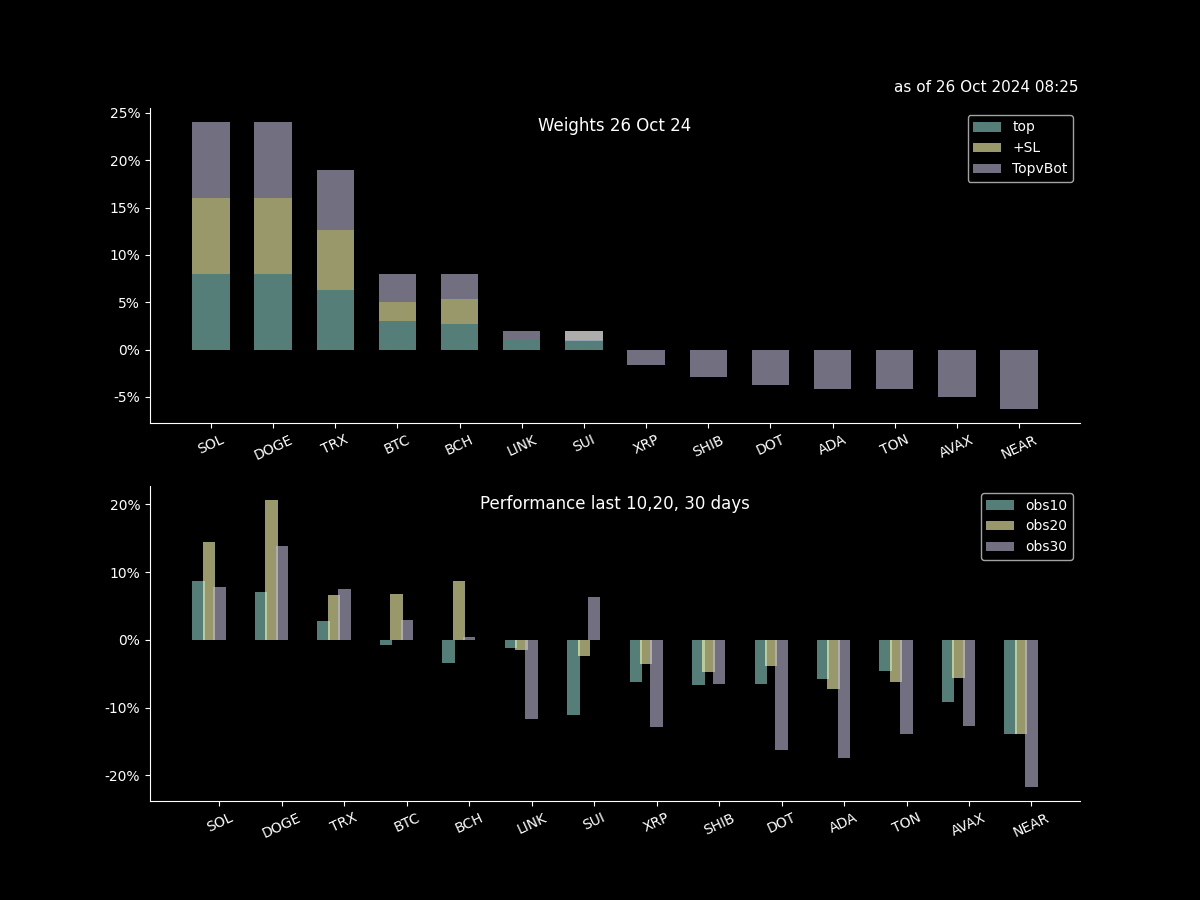 as of 26 Oct 2024 08:25
Weights 26 Oct 24
25%
20%
15%
10%
5%
0%
-5%
top
+SL
TopvBot
SOL DOGE TRX BTC BCH LINK SUI XRP SHIB DOT ADA TON AVAX NEAR
Performance last 10,20, 30 days
20%
10%
0%
-10%
-20%
obs10
obs20
obs30
SOL DOGE TRX BTC BCH LINK SUI XRP SHIB DOT ADA TON AVAX NEAR